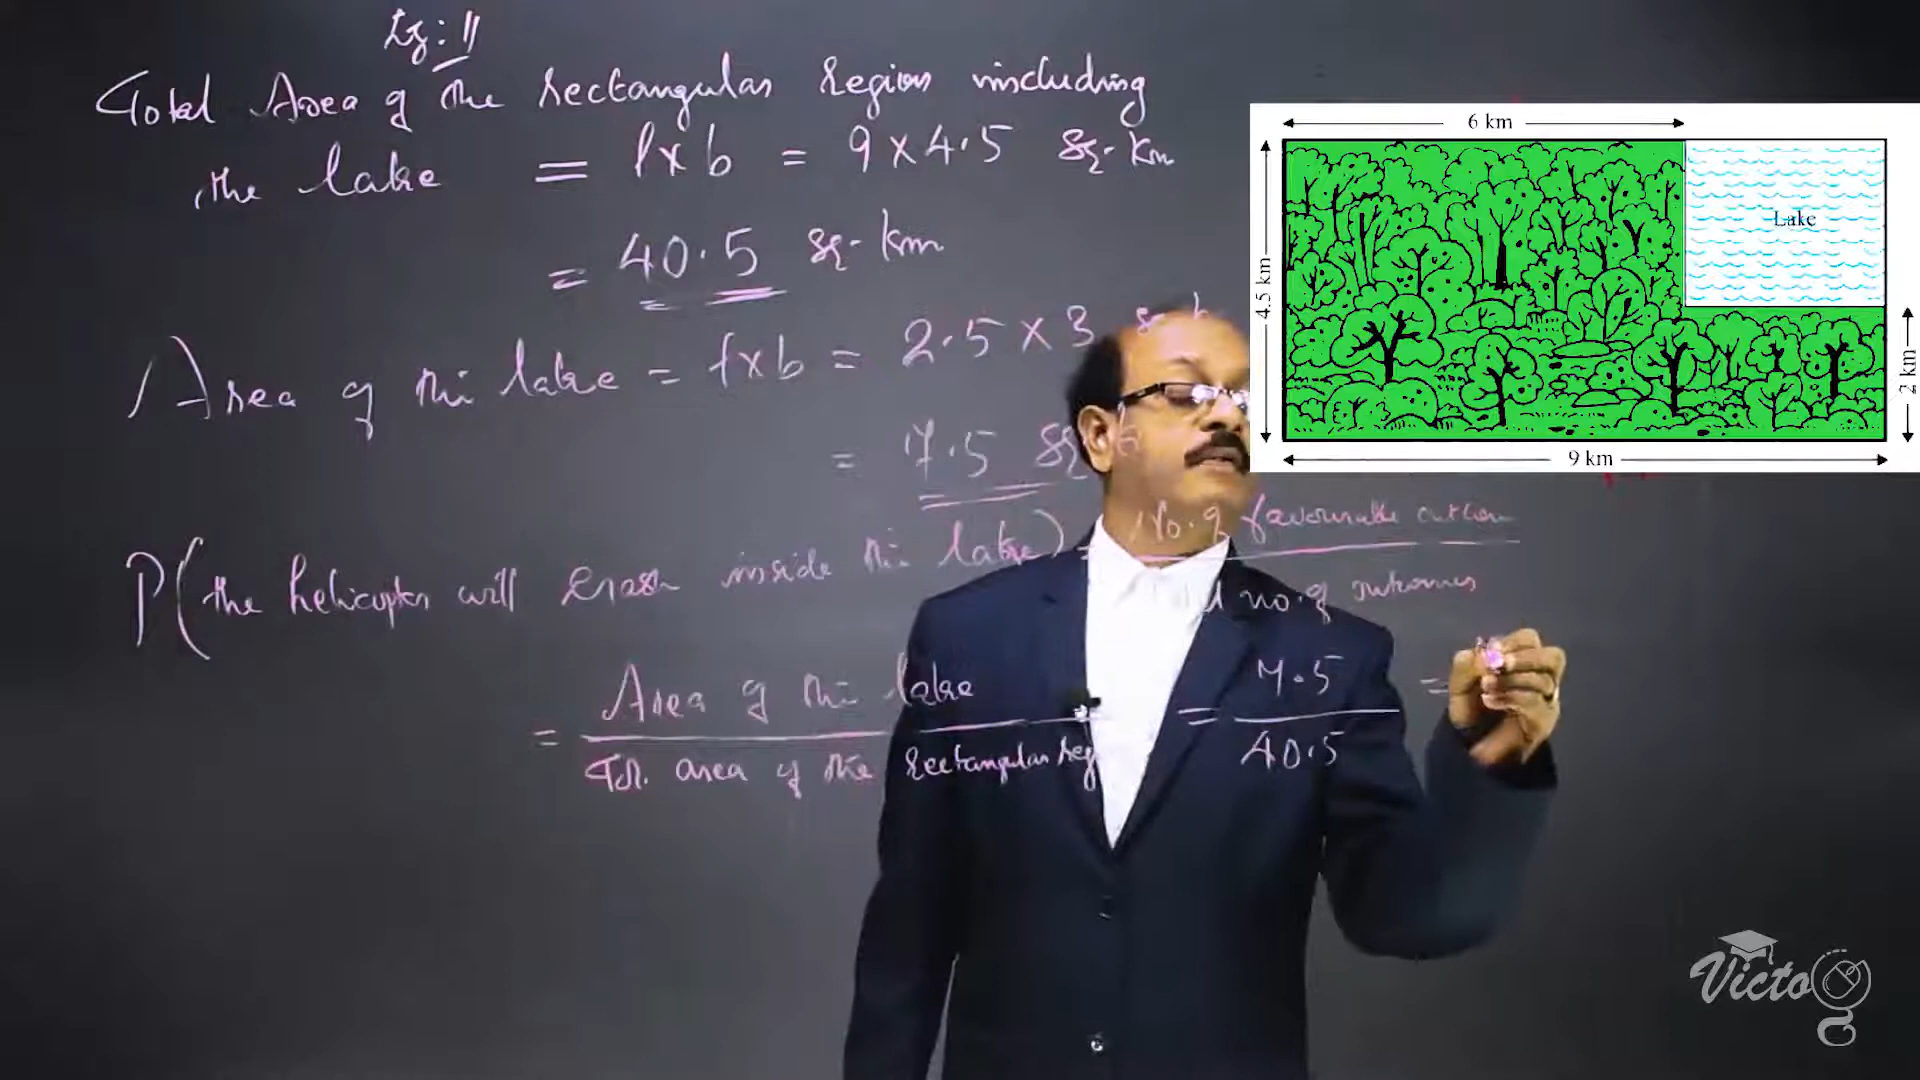 Eg: 11
Total Area of the rectangular region including
the lake = l x b = 9 x 4.5 sq. km
= 40.5 sq. km
Area of the lake = l x b = 2.5 x 3
= 7.5 sq
P(the helicopter will crash inside the lake) = No. of favourable
no. of outcomes
= Area of the lake = 7.5 =
Tot. area of the rectangular reg 40.5
6 km
Lake
4.5 km
2 km
9 km
Victo